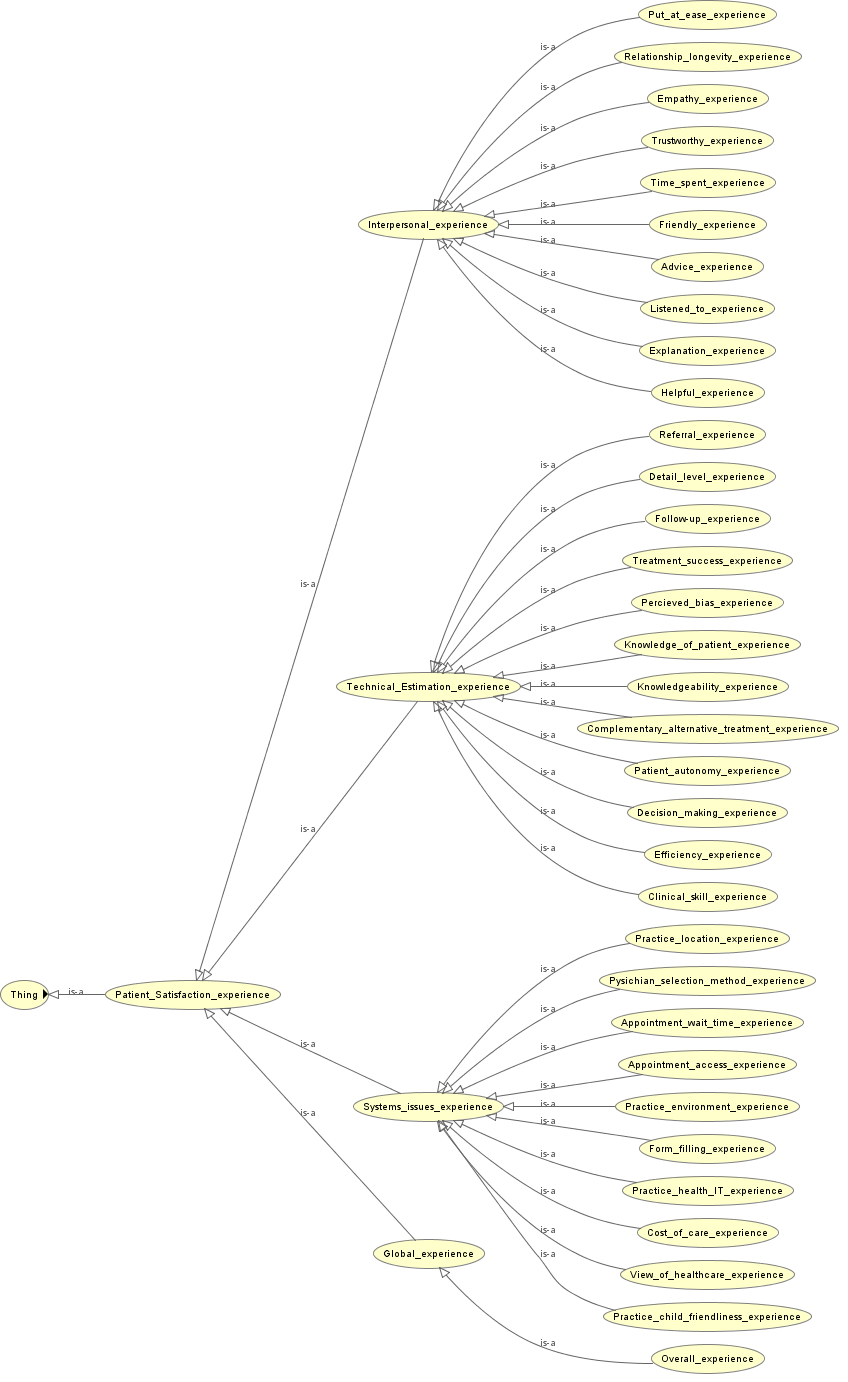 Put_at_ease_experience
is-a
Relationship_longevity_experience
is-a
Empathy_experience
is-a
Trustworthy_experience
is-a
Time_spent_experience
is-a
Interpersonal_experience
is-a
Friendly_experience
is-a
Advice_experience
is-a
Listened_to_experience
is-a
Explanation_experience
is-a
Helpful_experience
Referral_experience
is-a
Detail_level_experience
is-a
Follow-up_experience
is-a
Treatment_success_experience
is-a
is-a
Percieved_bias_experience
is-a
Knowledge_of_patient_experience
is-a
Technical_Estimation_experience
is-a
Knowledgeability_experience
is-a
Complementary_alternative_treatment_experience
is-a
Patient_autonomy_experience
is-a
Decision_making_experience
is-a
is-a
Efficiency_experience
is-a
Clinical_skill_experience
Practice_location_experience
is-a
Pysichian_selection_method_experience
Thing
is-a
Patient_Satisfaction_experience
is-a
Appointment_wait_time_experience
is-a
is-a
Appointment_access_experience
is-a
Systems_issues_experience
is-a
Practice_environment_experience
is-a
is-a
Form_filling_experience
is-a
Practice_health_IT_experience
is-a
Cost_of_care_experience
is-a
Global_experience
is-a
View_of_healthcare_experience
Practice_child_friendliness_experience
is-a
Overall_experience